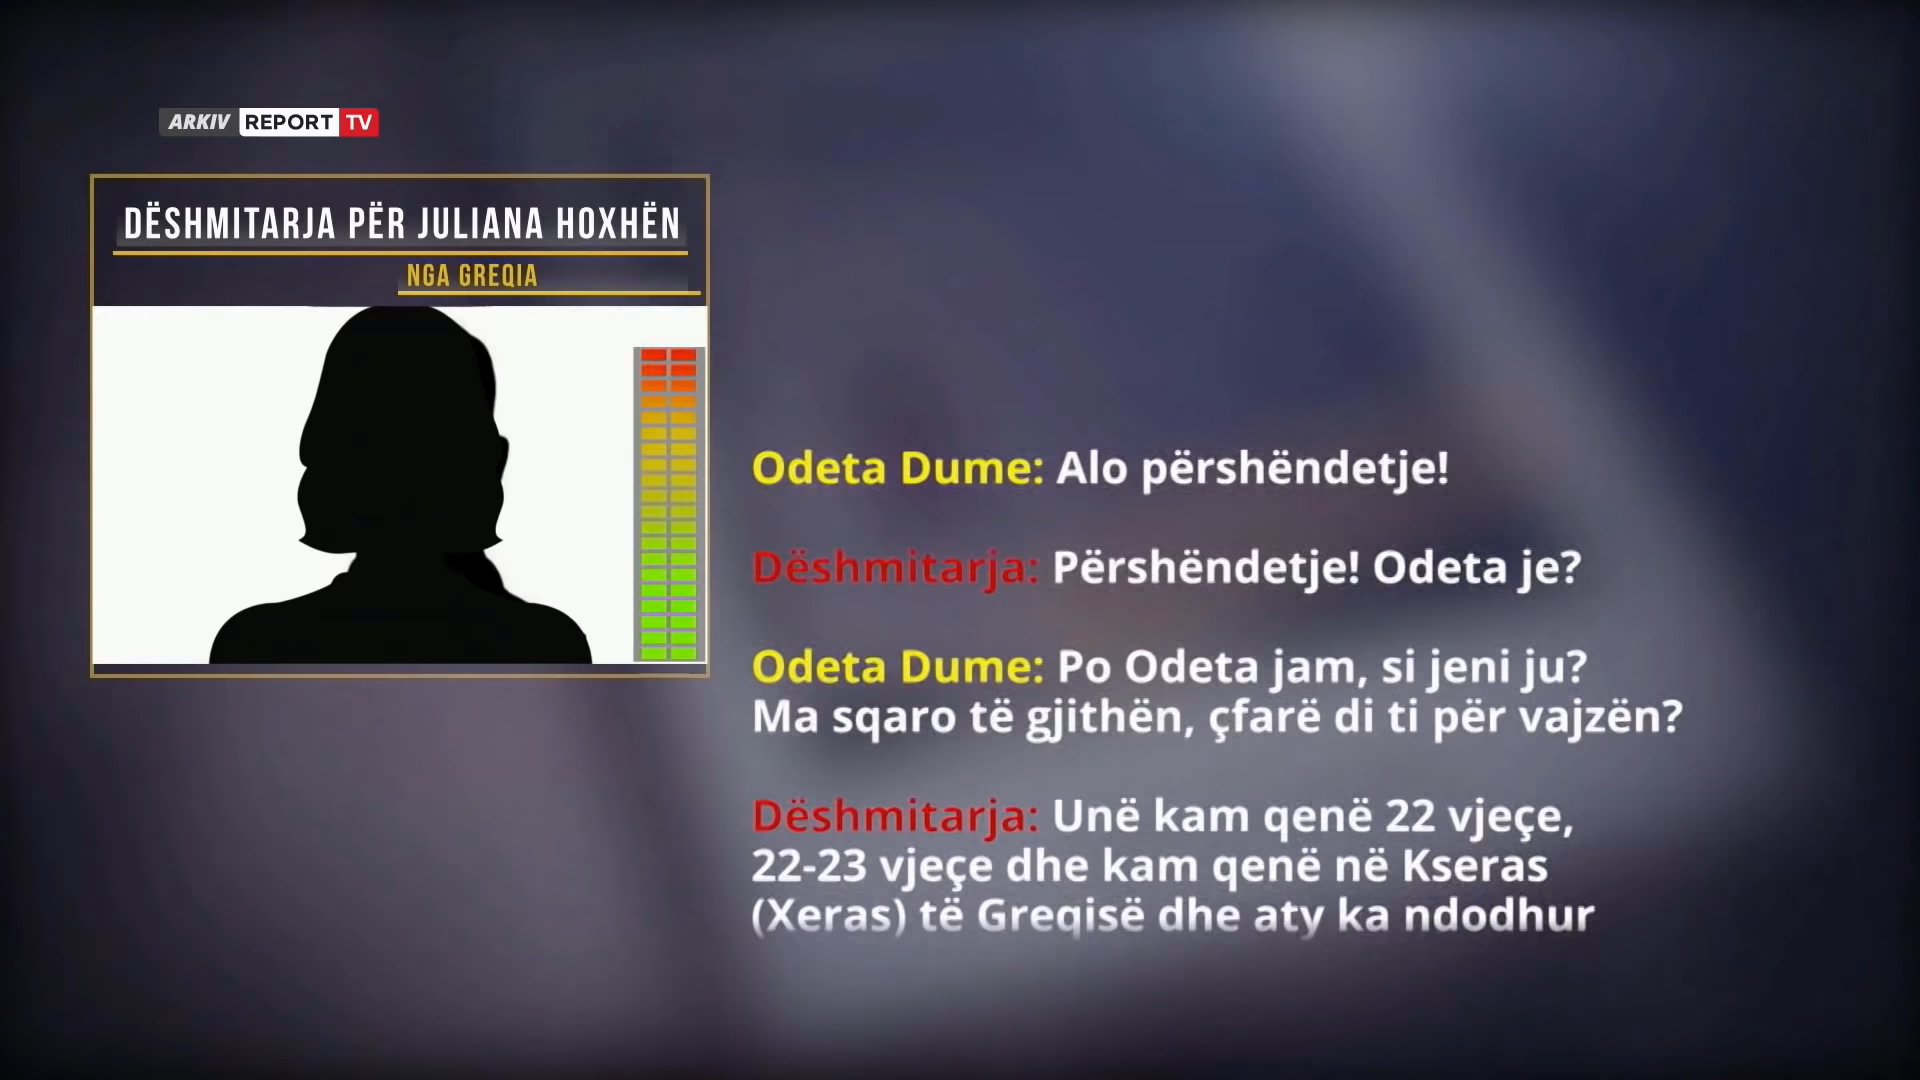 ARKIV REPORT TV
DËSHMITARJA PËR JULIANA HOXHËN
NGA GREQIA
Odeta Dume: Alo përshëndetje!
Dëshmitarja: Përshëndetje! Odeta je?
Odeta Dume: Po Odeta jam, si jeni ju?
Ma sqaro të gjithën, çfarë di ti për vajzën?
Dëshmitarja: Unë kam qenë 22 vjeçe,
22-23 vjeçe dhe kam qenë në Kseras
(Xeras) të Greqisë dhe aty ka ndodhur